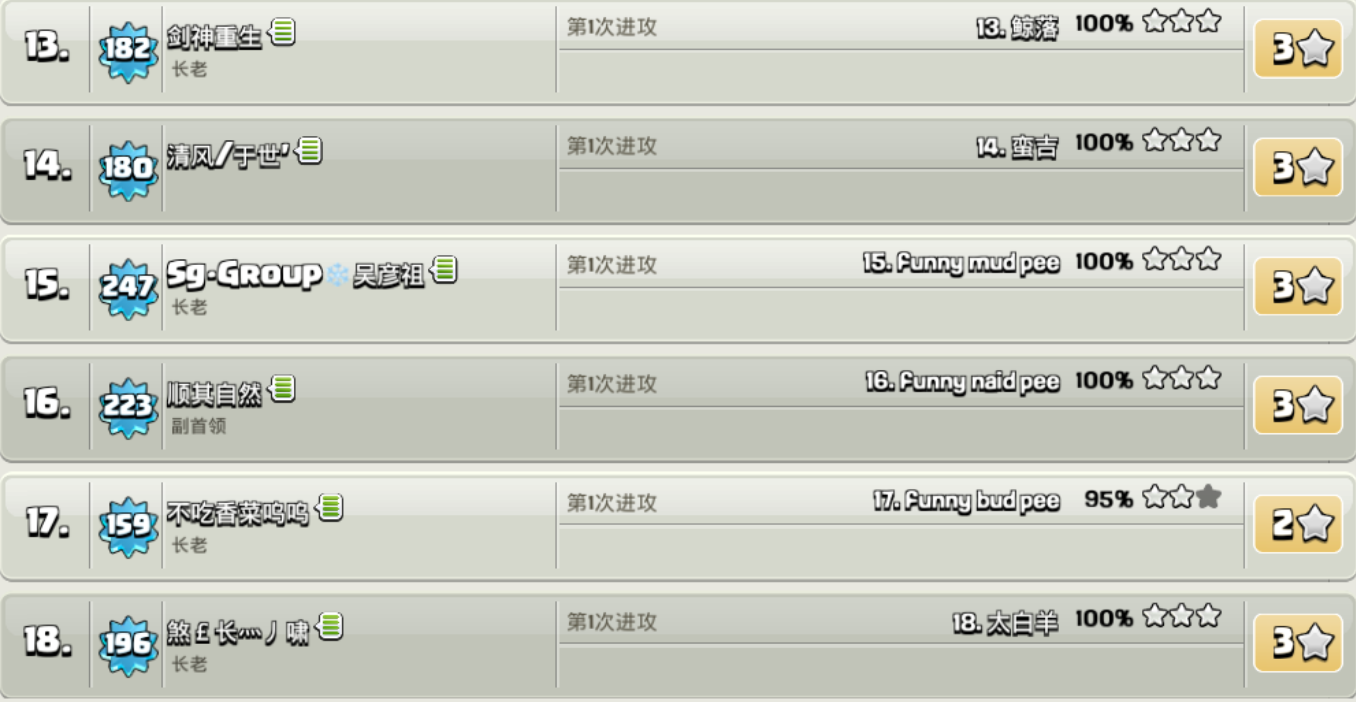 13. 182 剑神重生 第1次进攻 13. 鲸落 100% 3
长老
14. 180 清风/于世' 第1次进攻 14. 蛮吉 100% 3
15. 247 Sg·Group❄️吴彦祖 第1次进攻 15. Funny mud pee 100% 3
长老
16. 223 顺其自然 第1次进攻 16. Funny naid pee 100% 3
副首领
17. 159 不吃香菜呜呜 第1次进攻 17. Funny bud pee 95% 2
长老
18. 196 煞£长灬丿啸 第1次进攻 18. 太白羊 100% 3
长老